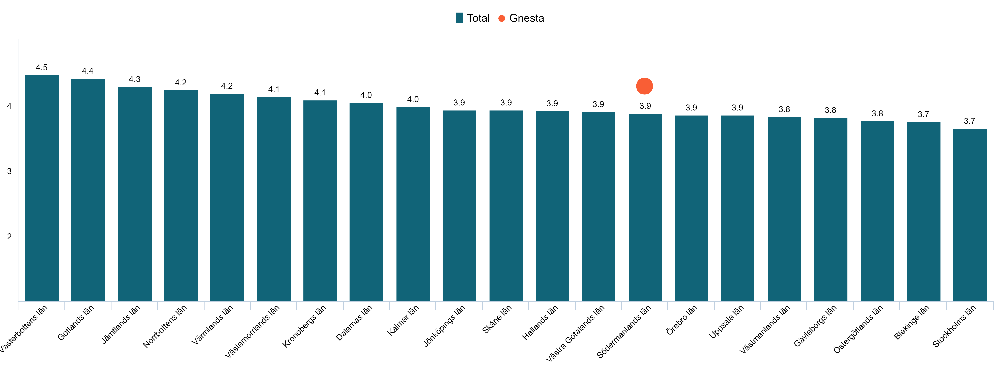 Total Gnesta
4.5 4.4 4.3 4.2 4.2 4.1 4.1 4.0 4.0 3.9 3.9 3.9 3.9 3.9 3.9 3.9 3.8 3.8 3.8 3.7 3.7
4
3
2
Västerbottens län
Gotlands län
Jämtlands län
Norrbottens län
Värmlands län
Västernorrlands län
Kronobergs län
Dalarnas län
Kalmar län
Jönköpings län
Skåne län
Hallands län
Västra Götalands län
Södermanlands län
Örebro län
Uppsala län
Västmanlands län
Gävleborgs län
Östergötlands län
Blekinge län
Stockholms län